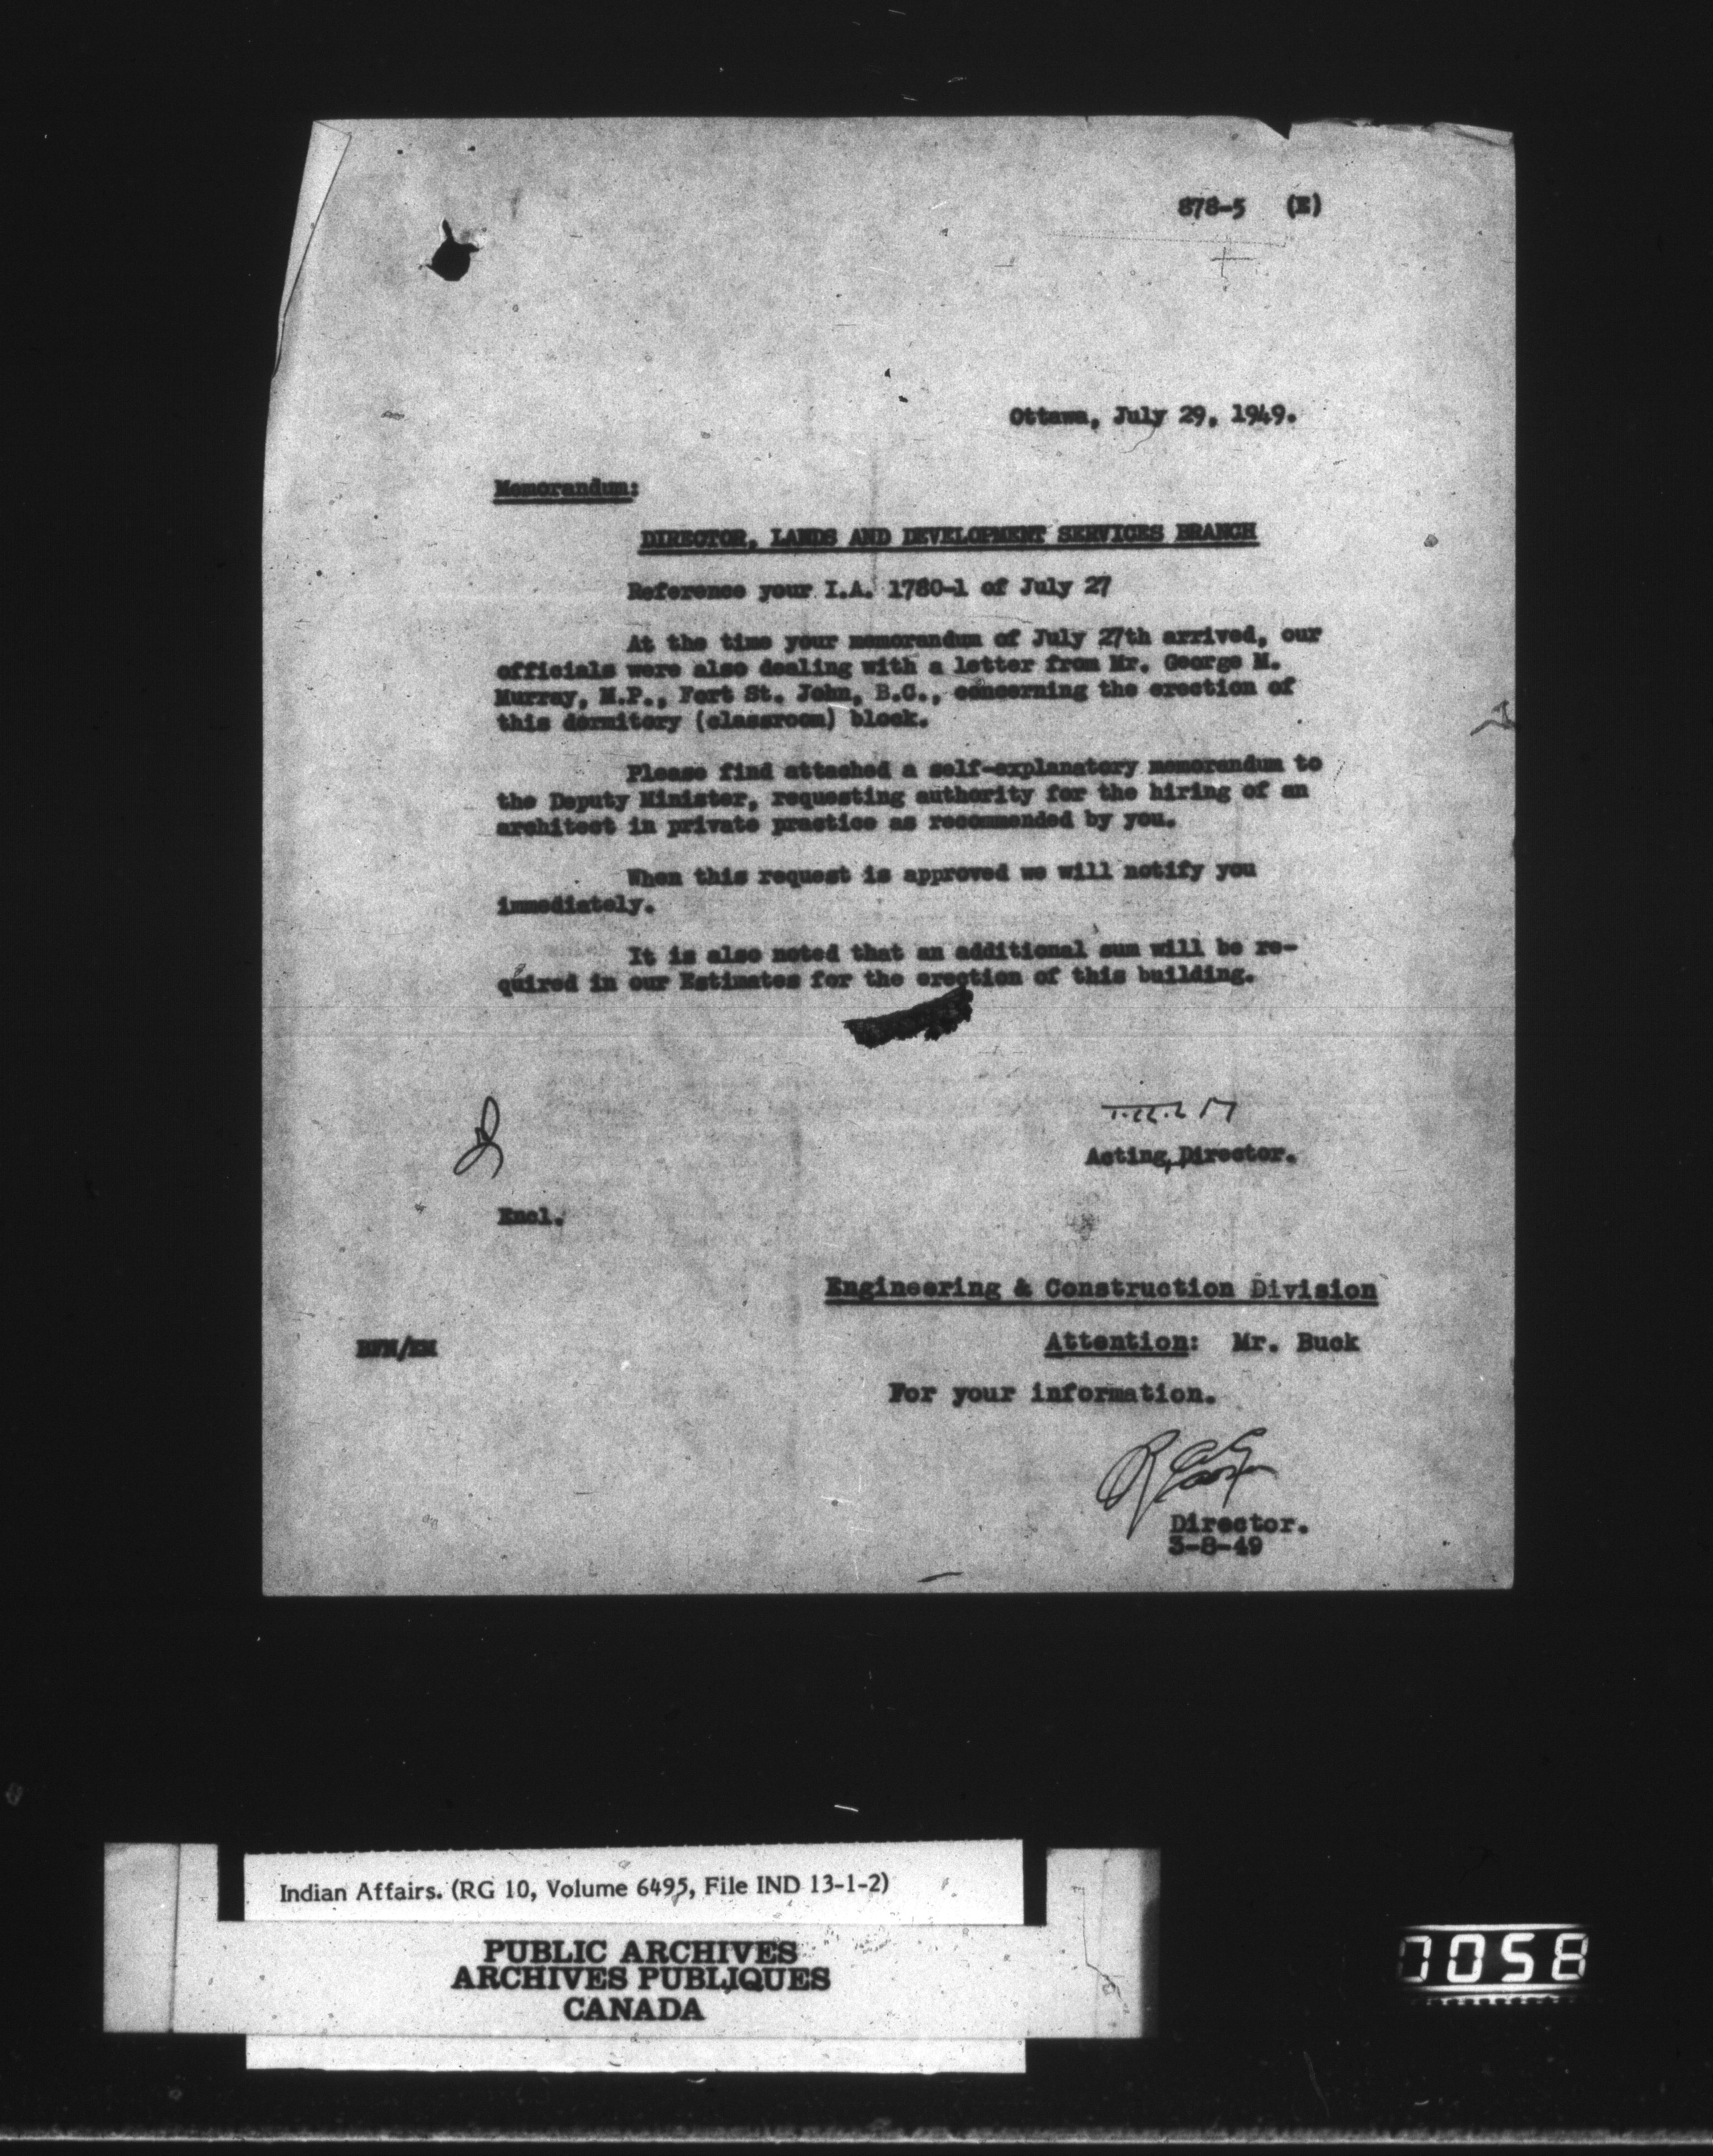 878-5 (E)
Ottawa, July 29, 1949.
Memorandum:
DIRECTOR, LANDS AND DEVELOPMENT SERVICES BRANCH
Reference your I.A. 1780-1 of July 27
At the time your memorandum of July 27th arrived, our
officials were also dealing with a letter from Mr. George M.
Murray, M.P., Fort St. John, B.C., concerning the erection of
this dormitory (classroom) block.
Please find attached a self-explanatory memorandum to
the Deputy Minister, requesting authority for the hiring of an
architect in private practice as recommended by you.
When this request is approved we will notify you
immediately.
It is also noted that an additional sum will be re-
quired in our Estimates for the erection of this building.
Acting Director.
Encl.
Engineering & Construction Division
BFN/EM
Attention: Mr. Buck
For your information.
Director.
3-8-49
Indian Affairs. (RG 10, Volume 6495, File IND 13-1-2)
PUBLIC ARCHIVES
ARCHIVES PUBLIQUES
CANADA
0058